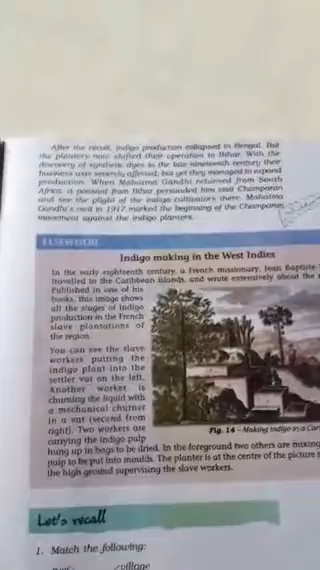 After the revolt, indigo production collapsed in Bengal. But
the planters now shifted their operation to Bihar. With the
discovery of synthetic dyes in the late nineteenth century their
business was severely affected, but yet they managed to expand
production. When Mahatma Gandhi returned from South
Africa, a peasant from Bihar persuaded him to visit Champaran
and see the plight of the indigo cultivators there. Mahatma
Gandhi's visit in 1917 marked the beginning of the Champaran
movement against the indigo planters.
ELSEWHERE
Indigo making in the West Indies
In the early eighteenth century, a French missionary, Jean Baptiste
travelled to the Caribbean islands, and wrote extensively about the
Published in one of his
books, this image shows
all the stages of indigo
production in the French
slave plantations of
the region.
You can see the slave
workers putting the
indigo plant into the
settler vat on the left.
Another worker is
churning the liquid with
a mechanical churner
in a vat (second from
right). Two workers are
carrying the indigo pulp
hung up in bags to be dried. In the foreground two others are mixing
pulp to be put into moulds. The planter is at the centre of the picture
the high ground supervising the slave workers.
Fig. 14 – Making indigo in a
Let's recall
1. Match the following:
village